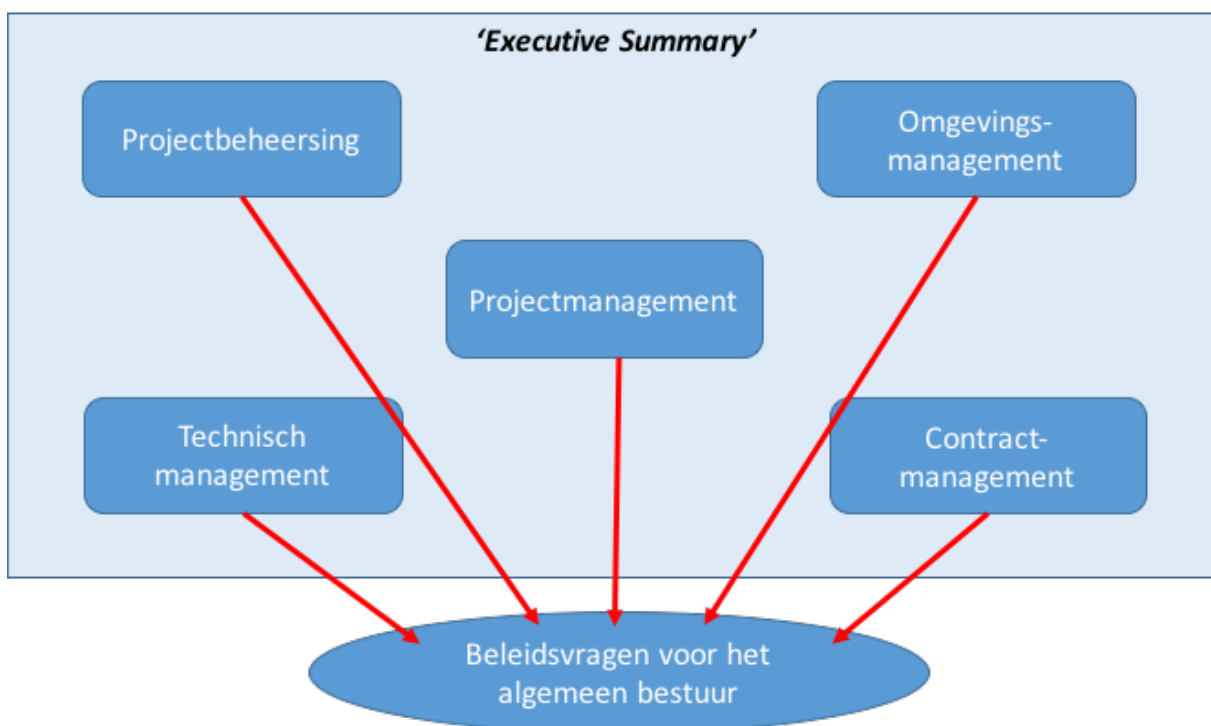 ‘Executive Summary’
Projectbeheersing
Omgevings-
management
Projectmanagement
Technisch
management
Contract-
management
Beleidsvragen voor het
algemeen bestuur